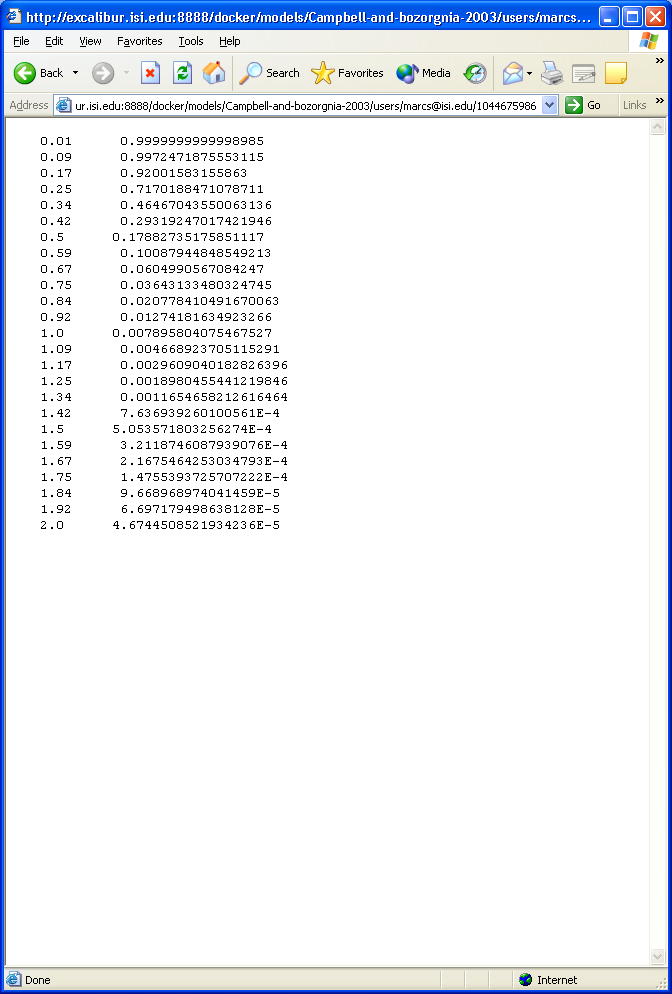 http://excalibur.isi.edu:8888/docker/models/Campbell-and-bozorgnia-2003/users/marcs...
File Edit View Favorites Tools Help
Back Search Favorites Media
Address ur.isi.edu:8888/docker/models/Campbell-and-bozorgnia-2003/users/marcs@isi.edu/1044675986 Go Links
0.01 0.9999999999998985
0.09 0.9972471875553115
0.17 0.92001583155863
0.25 0.7170188471078711
0.34 0.46467043550063136
0.42 0.29319247017421946
0.5 0.17882735175851117
0.59 0.10087944848549213
0.67 0.0604990567084247
0.75 0.03643133480324745
0.84 0.020778410491670063
0.92 0.01274181634923266
1.0 0.007895804075467527
1.09 0.004668923705115291
1.17 0.0029609040182826396
1.25 0.0018980455441219846
1.34 0.0011654658212616464
1.42 7.636939260100561E-4
1.5 5.053571803256274E-4
1.59 3.2118746087939076E-4
1.67 2.1675464253034793E-4
1.75 1.4755393725707222E-4
1.84 9.668968974041459E-5
1.92 6.697179498638128E-5
2.0 4.6744508521934236E-5
Done Internet